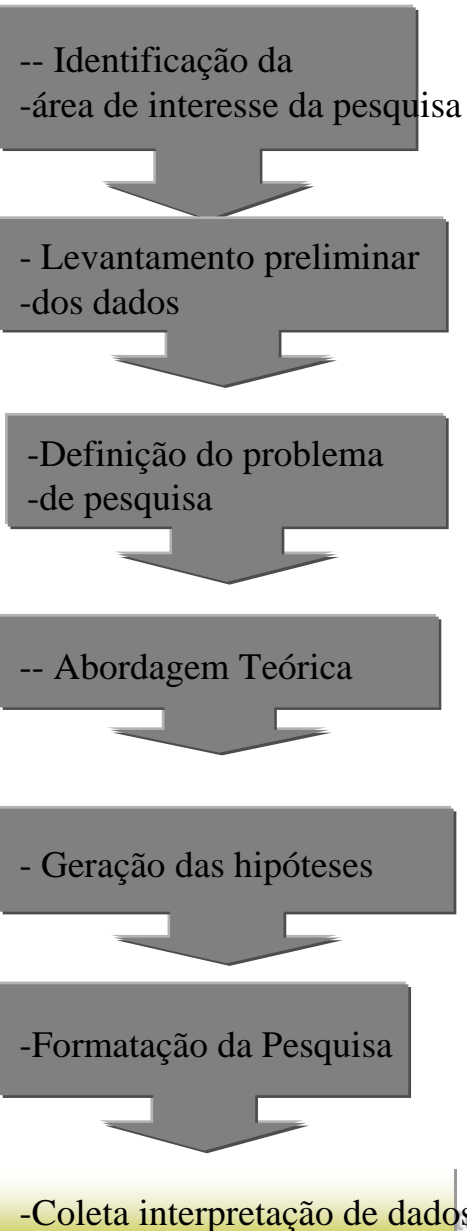 -- Identificação da
-área de interesse da pesquisa
- Levantamento preliminar
-dos dados
-Definição do problema
-de pesquisa
-- Abordagem Teórica
- Geração das hipóteses
-Formatação da Pesquisa
-Coleta interpretação de dados